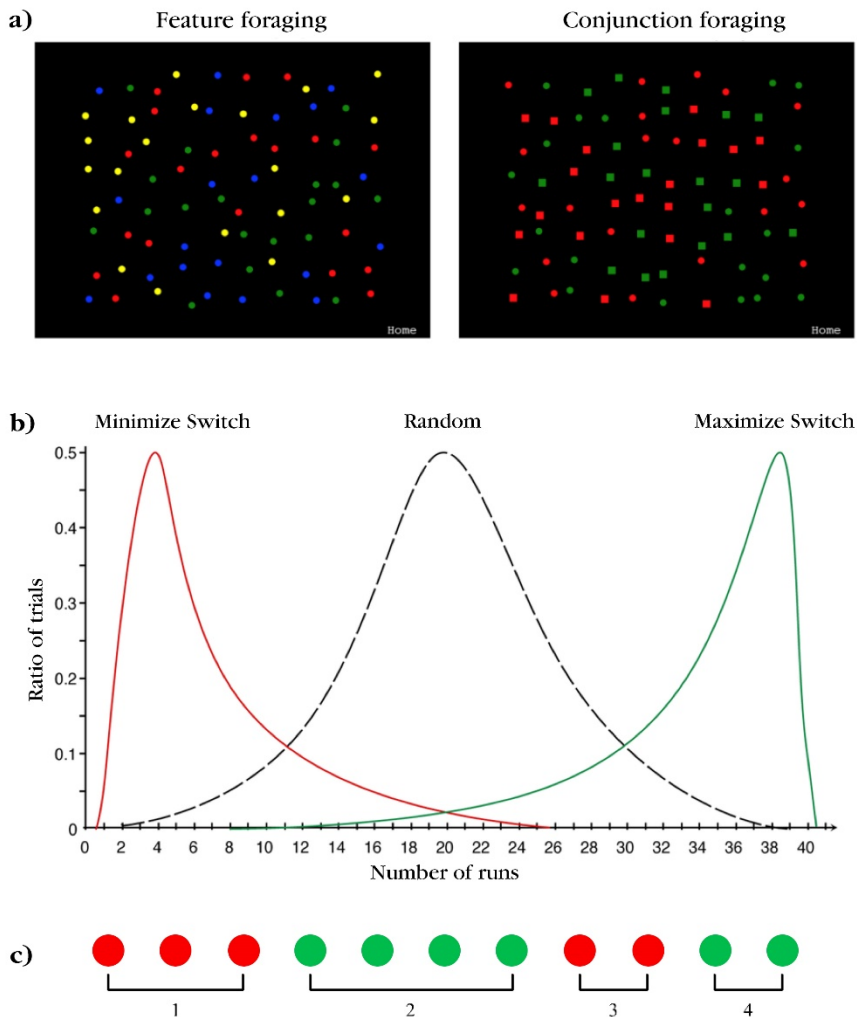 a) Feature foraging Conjunction foraging
Home Home
b) Minimize Switch Random Maximize Switch
0.5
0.4
0.3
0.2
0.1
0
Ratio of trials
0 2 4 6 8 10 12 14 16 18 20 22 24 26 28 30 32 34 36 38 40
Number of runs
c)
1 2 3 4